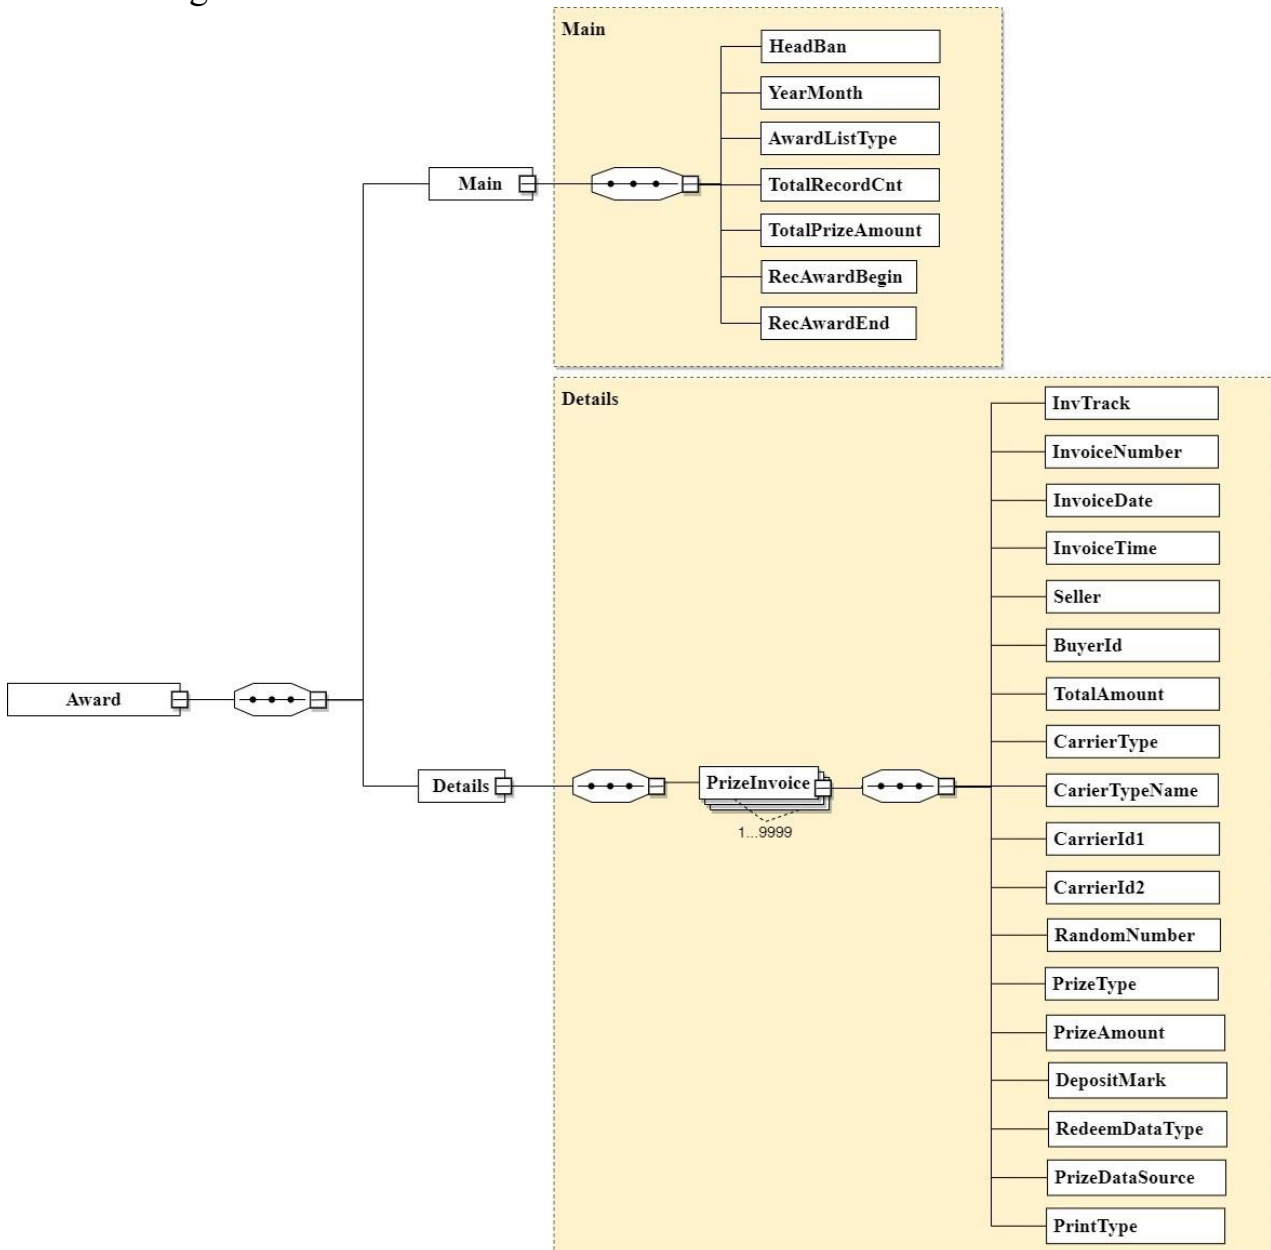 Main
HeadBan
YearMonth
AwardListType
Main
TotalRecordCnt
TotalPrizeAmount
RecAwardBegin
RecAwardEnd
Details
InvTrack
InvoiceNumber
InvoiceDate
InvoiceTime
Seller
BuyerId
Award
TotalAmount
CarrierType
Details
PrizeInvoice
1...9999
CarierTypeName
CarrierId1
CarrierId2
RandomNumber
PrizeType
PrizeAmount
DepositMark
RedeemDataType
PrizeDataSource
PrintType